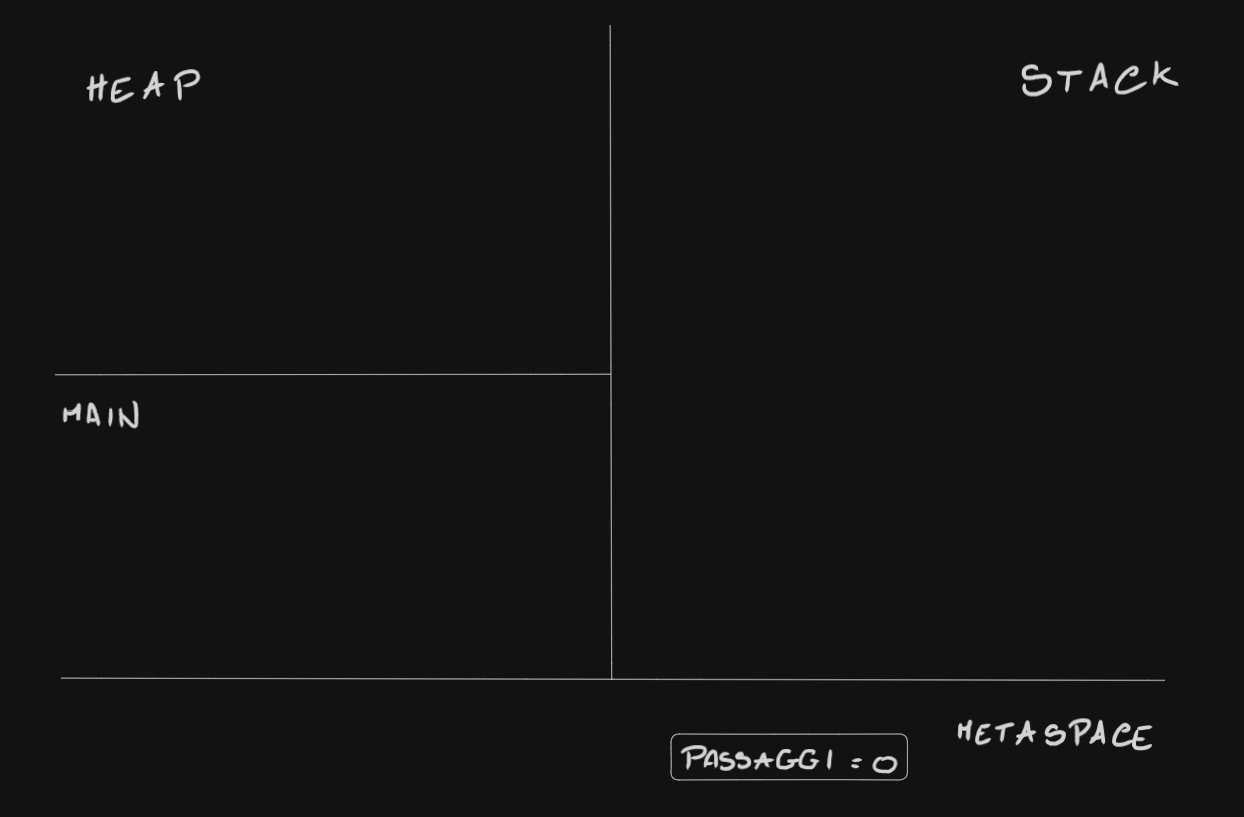 HEAP
STACK
MAIN
METASPACE
PASSAGGI = 0